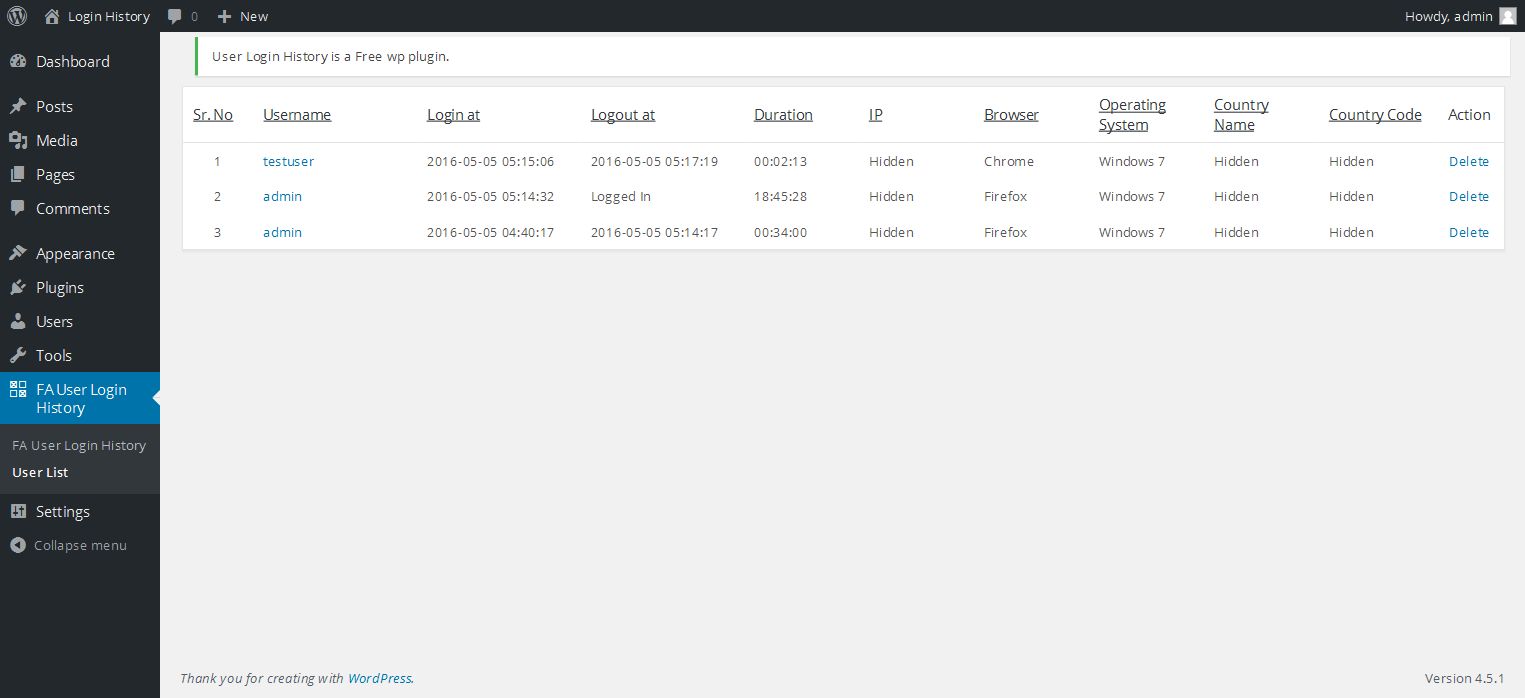 Login History 0 New Howdy, admin
Dashboard
Posts
Media
Pages
Comments
Appearance
Plugins
Users
Tools
FA User Login
History
FA User Login History
User List
Settings
Collapse menu
User Login History is a Free wp plugin.
Sr. No Username Login at Logout at Duration IP Browser Operating System Country Name Country Code Action
1 testuser 2016-05-05 05:15:06 2016-05-05 05:17:19 00:02:13 Hidden Chrome Windows 7 Hidden Hidden Delete
2 admin 2016-05-05 05:14:32 Logged In 18:45:28 Hidden Firefox Windows 7 Hidden Hidden Delete
3 admin 2016-05-05 04:40:17 2016-05-05 05:14:17 00:34:00 Hidden Firefox Windows 7 Hidden Hidden Delete
Thank you for creating with WordPress. Version 4.5.1